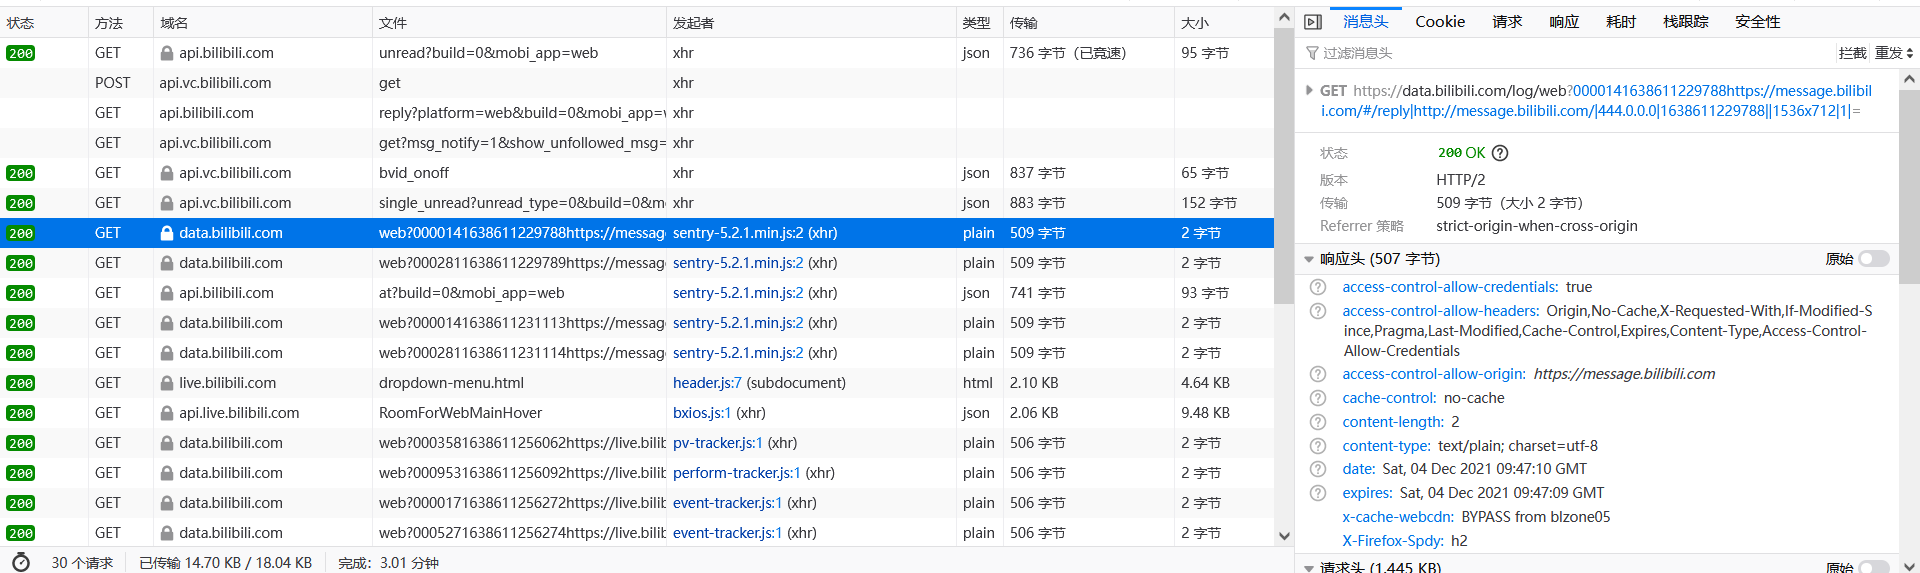 状态 方法 域名 文件 发起者 类型 传输 大小
200 GET api.bilibili.com unread?build=0&mobi_app=web xhr json 736 字节（已竞速） 95 字节
POST api.vc.bilibili.com get xhr
GET api.bilibili.com reply?platform=web&build=0&mobi_app=w xhr
GET api.vc.bilibili.com get?msg_notify=1&show_unfollowed_msg= xhr
200 GET api.vc.bilibili.com bvid_onoff xhr json 837 字节 65 字节
200 GET api.vc.bilibili.com single_unread?unread_type=0&build=0&m xhr json 883 字节 152 字节
200 GET data.bilibili.com web?0000141638611229788https://messag sentry-5.2.1.min.js:2 (xhr) plain 509 字节 2 字节
200 GET data.bilibili.com web?0002811638611229789https://messag sentry-5.2.1.min.js:2 (xhr) plain 509 字节 2 字节
200 GET api.bilibili.com at?build=0&mobi_app=web sentry-5.2.1.min.js:2 (xhr) json 741 字节 93 字节
200 GET data.bilibili.com web?0000141638611231113https://messag sentry-5.2.1.min.js:2 (xhr) plain 509 字节 2 字节
200 GET data.bilibili.com web?0002811638611231114https://messag sentry-5.2.1.min.js:2 (xhr) plain 509 字节 2 字节
200 GET live.bilibili.com dropdown-menu.html header.js:7 (subdocument) html 2.10 KB 4.64 KB
200 GET api.live.bilibili.com RoomForWebMainHover bxios.js:1 (xhr) json 2.06 KB 9.48 KB
200 GET data.bilibili.com web?0003581638611256062https://live.bilib pv-tracker.js:1 (xhr) plain 506 字节 2 字节
200 GET data.bilibili.com web?0009531638611256092https://live.bilib perform-tracker.js:1 (xhr) plain 506 字节 2 字节
200 GET data.bilibili.com web?0000171638611256272https://live.bilib event-tracker.js:1 (xhr) plain 506 字节 2 字节
200 GET data.bilibili.com web?0005271638611256274https://live.bilib event-tracker.js:1 (xhr) plain 506 字节 2 字节
30 个请求 已传输 14.70 KB / 18.04 KB 完成：3.01 分钟
消息头 Cookie 请求 响应 耗时 栈跟踪 安全性
过滤消息头 拦截 重发
GET https://data.bilibili.com/log/web?0000141638611229788https://message.bilibil
i.com/#/reply|http://message.bilibili.com/|444.0.0.0|1638611229788||1536x712|1|=
状态 200 OK
版本 HTTP/2
传输 509 字节（大小 2 字节）
Referrer 策略 strict-origin-when-cross-origin
响应头 (507 字节) 原始
access-control-allow-credentials: true
access-control-allow-headers: Origin,No-Cache,X-Requested-With,If-Modified-S
ince,Pragma,Last-Modified,Cache-Control,Expires,Content-Type,Access-Control-
Allow-Credentials
access-control-allow-origin: https://message.bilibili.com
cache-control: no-cache
content-length: 2
content-type: text/plain; charset=utf-8
date: Sat, 04 Dec 2021 09:47:10 GMT
expires: Sat, 04 Dec 2021 09:47:09 GMT
x-cache-webcdn: BYPASS from blzone05
X-Firefox-Spdy: h2
请求头 (1.445 KB) 原始